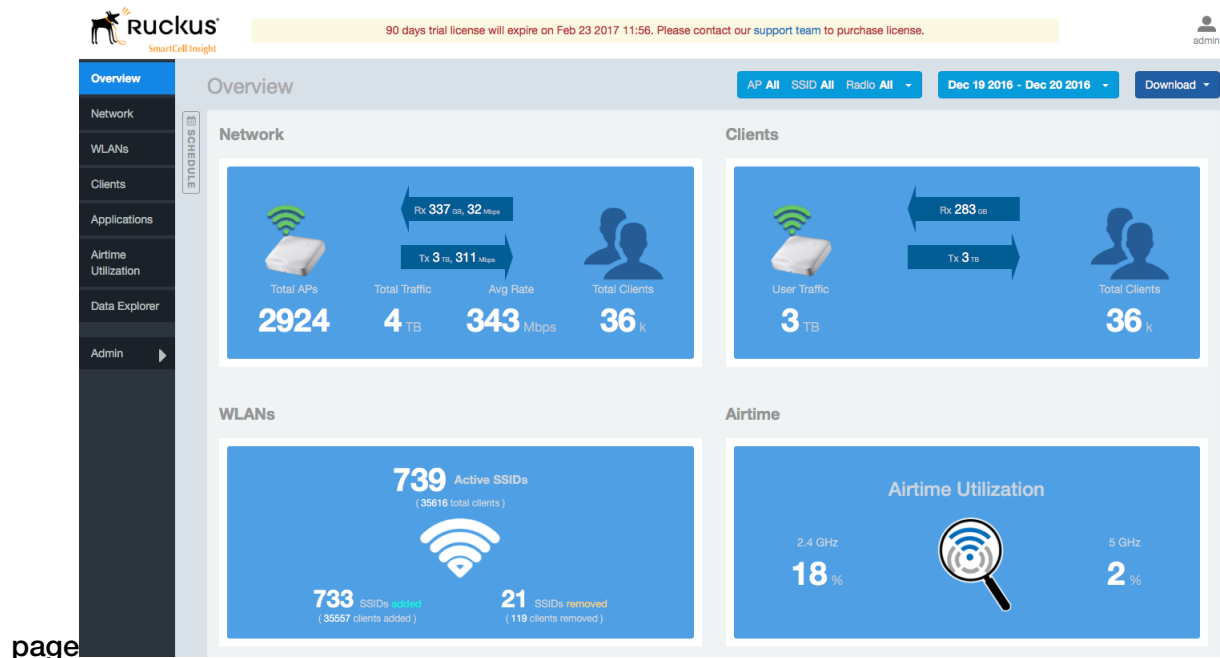 RUCKUS
SmartCell Insight
90 days trial license will expire on Feb 23 2017 11:56. Please contact our support team to purchase license.
admin
Overview
Network
WLANs
Clients
Applications
Airtime
Utilization
Data Explorer
Admin
SCHEDULE
Overview
AP All SSID All Radio All
Dec 19 2016 - Dec 20 2016
Download
Network
Rx 337 GB, 32 Mbps
Tx 3 TB, 311 Mbps
Total APs
Total Traffic
Avg Rate
Total Clients
2924
4 TB
343 Mbps
36 k
Clients
Rx 283 GB
Tx 3 TB
User Traffic
Total Clients
3 TB
36 k
WLANs
739 Active SSIDs
( 35616 total clients )
733 SSIDs added
( 35557 clients added )
21 SSIDs removed
( 119 clients removed )
Airtime
Airtime Utilization
2.4 GHz
18 %
5 GHz
2 %
page